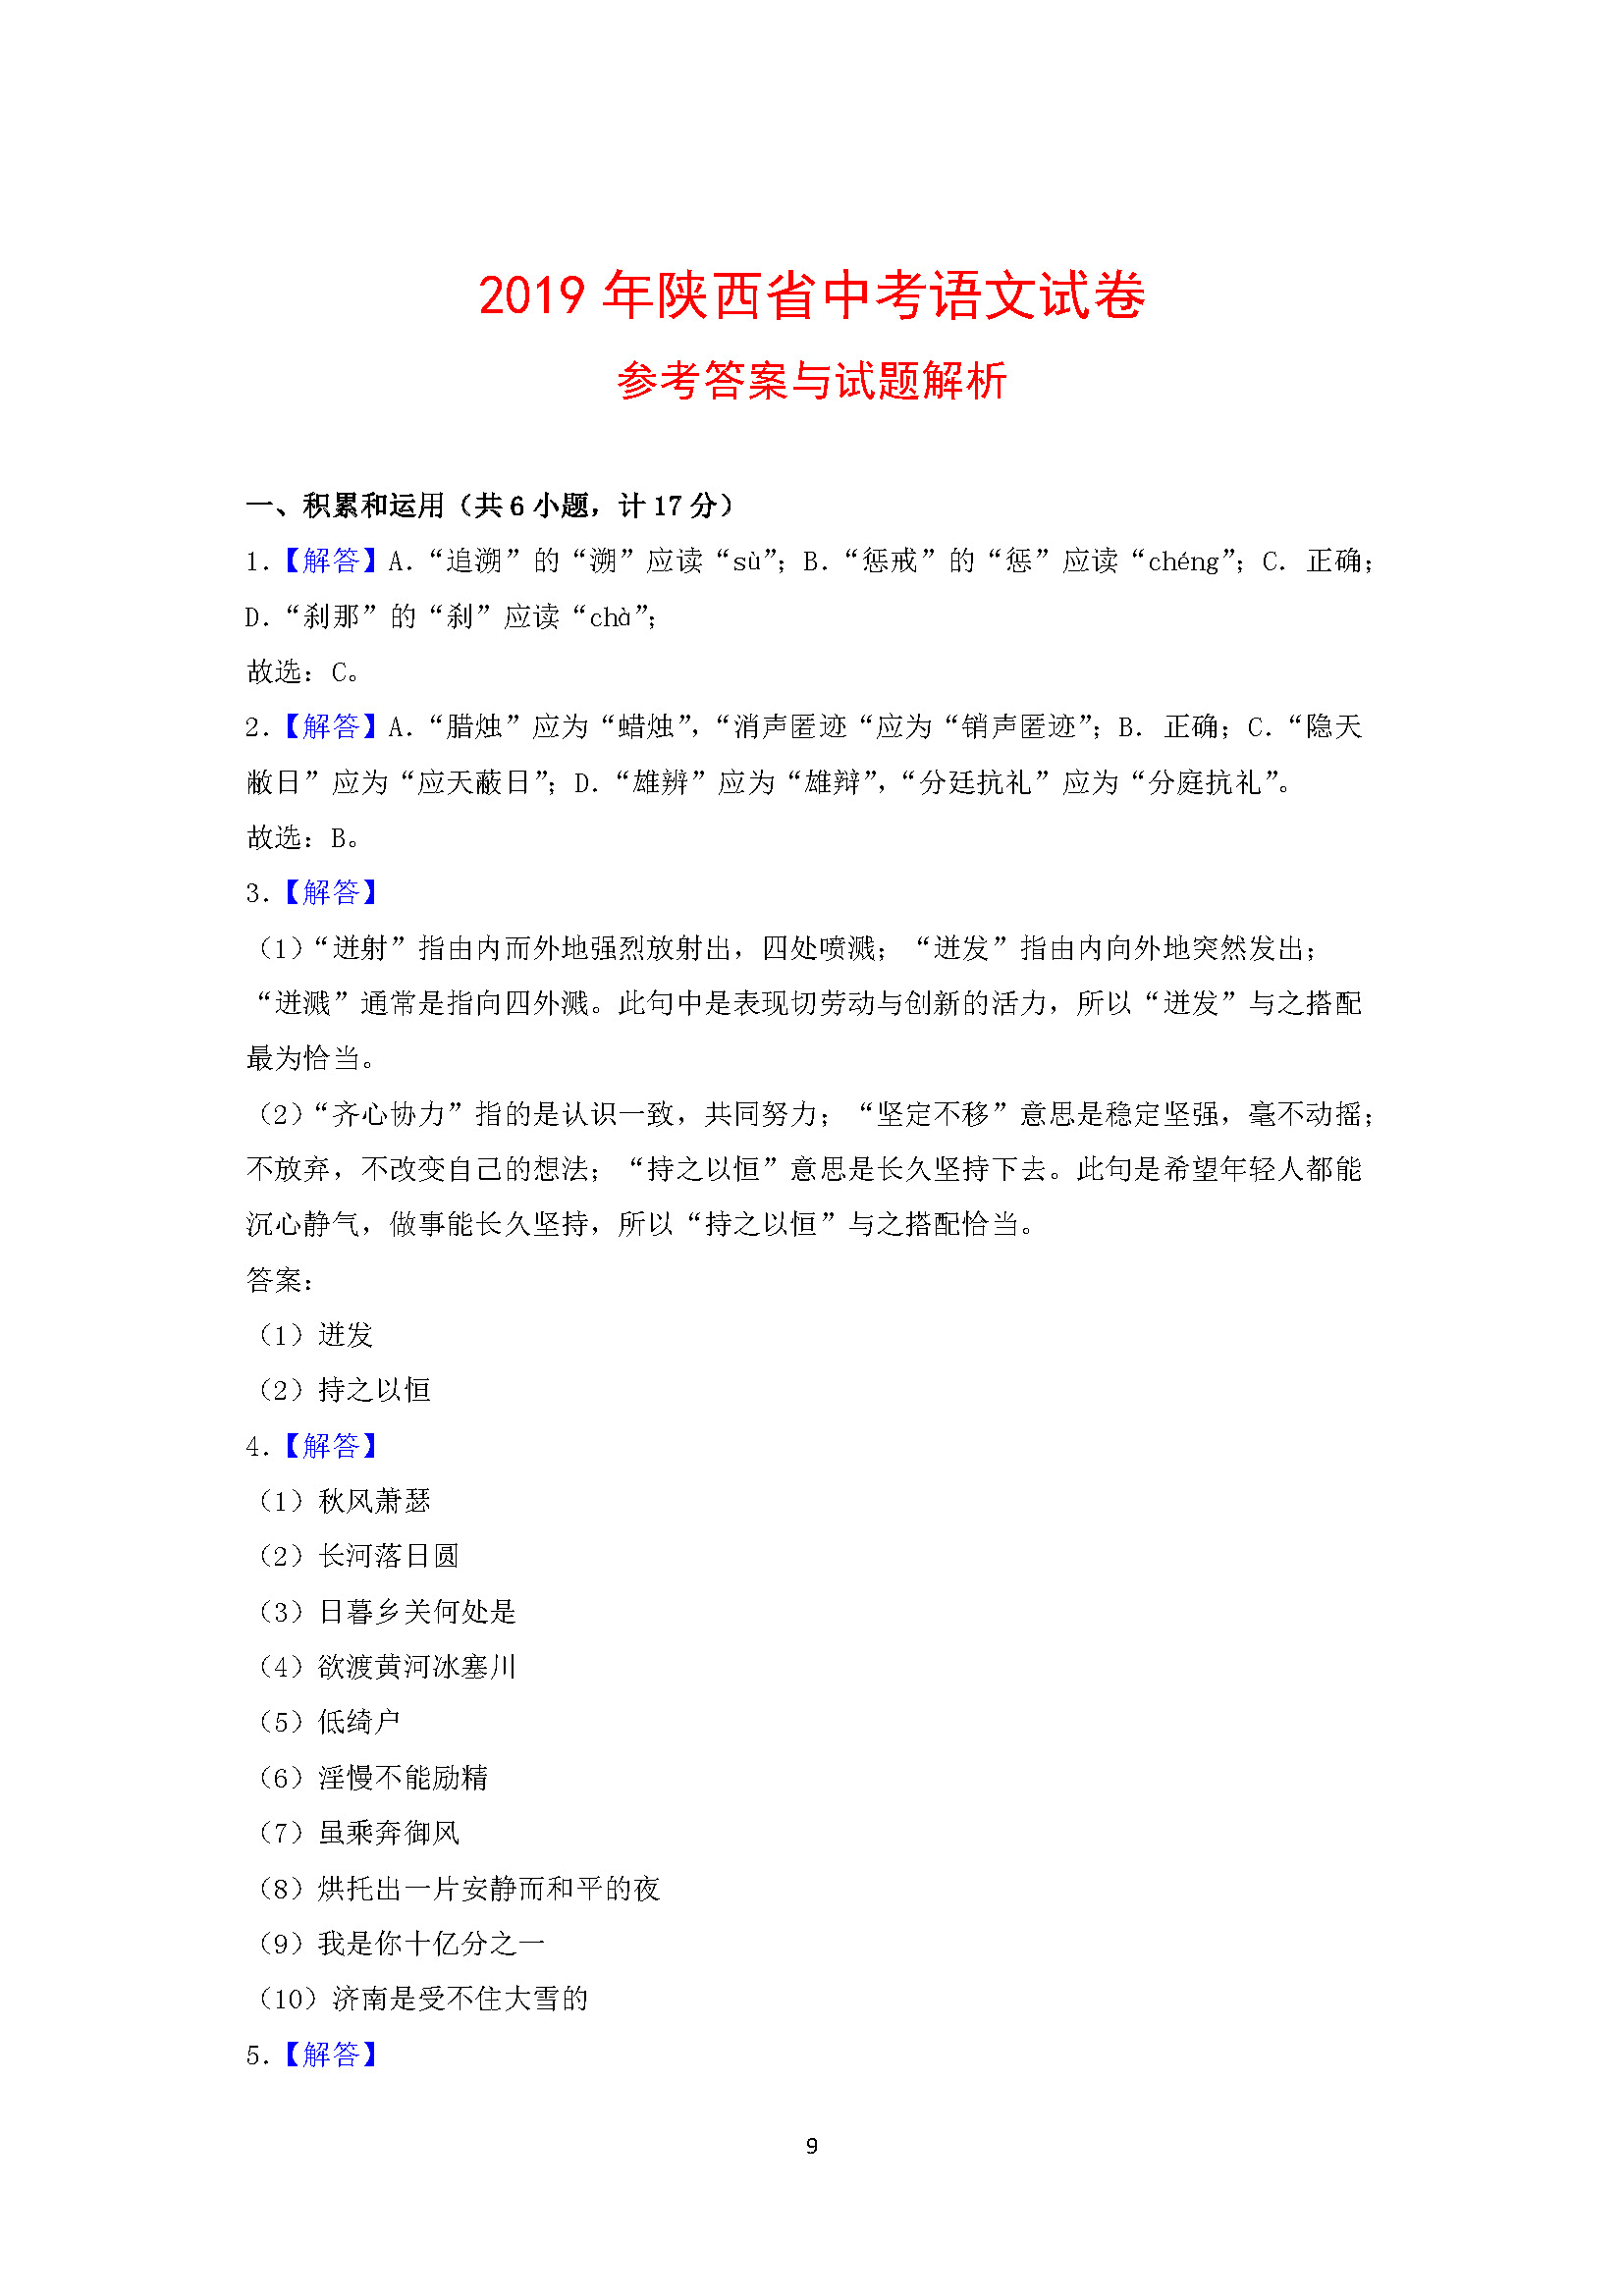 2019 年陕西省中考语文试卷
参考答案与试题解析
一、积累和运用（共 6 小题，计 17 分）
1.【解答】A．“追溯”的“溯”应读“sù”；B．“惩戒”的“惩”应读“chéng”；C．正确；
D．“刹那”的“刹”应读“chà”；
故选：C。
2.【解答】A．“腊烛”应为“蜡烛”，“消声匿迹“应为“销声匿迹”；B．正确；C．“隐天
敝日”应为“应天蔽日”；D．“雄辨”应为“雄辩”，“分廷抗礼”应为“分庭抗礼”。
故选：B。
3.【解答】
（1）“迸射”指由内而外地强烈放射出，四处喷溅；“迸发”指由内向外地突然发出；
“迸溅”通常是指向四外溅。此句中是表现切劳动与创新的活力，所以“迸发”与之搭配
最为恰当。
（2）“齐心协力”指的是认识一致，共同努力；“坚定不移”意思是稳定坚强，毫不动摇；
不放弃，不改变自己的想法；“持之以恒”意思是长久坚持下去。此句是希望年轻人都能
沉心静气，做事能长久坚持，所以“持之以恒”与之搭配恰当。
答案：
（1）迸发
（2）持之以恒
4.【解答】
（1）秋风萧瑟
（2）长河落日圆
（3）日暮乡关何处是
（4）欲渡黄河冰塞川
（5）低绮户
（6）淫慢不能励精
（7）虽乘奔御风
（8）烘托出一片安静而和平的夜
（9）我是你十亿分之一
（10）济南是受不住大雪的
5.【解答】
9